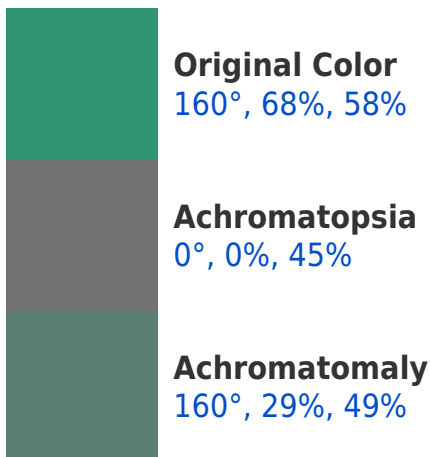 Original Color
160°, 68%, 58%
Achromatopsia
0°, 0%, 45%
Achromatomaly
160°, 29%, 49%